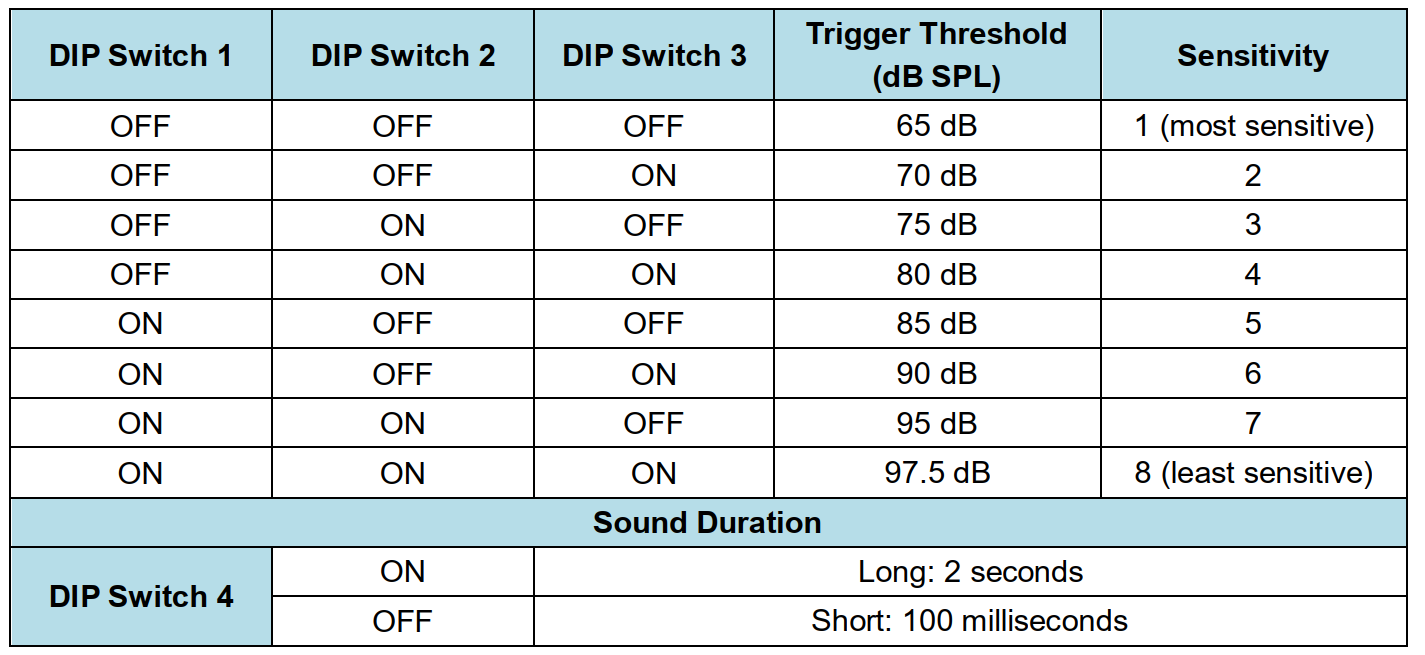 DIP Switch 1 DIP Switch 2 DIP Switch 3 Trigger Threshold (dB SPL) Sensitivity
OFF OFF OFF 65 dB 1 (most sensitive)
OFF OFF ON 70 dB 2
OFF ON OFF 75 dB 3
OFF ON ON 80 dB 4
ON OFF OFF 85 dB 5
ON OFF ON 90 dB 6
ON ON OFF 95 dB 7
ON ON ON 97.5 dB 8 (least sensitive)
Sound Duration
DIP Switch 4 ON Long: 2 seconds
OFF Short: 100 milliseconds